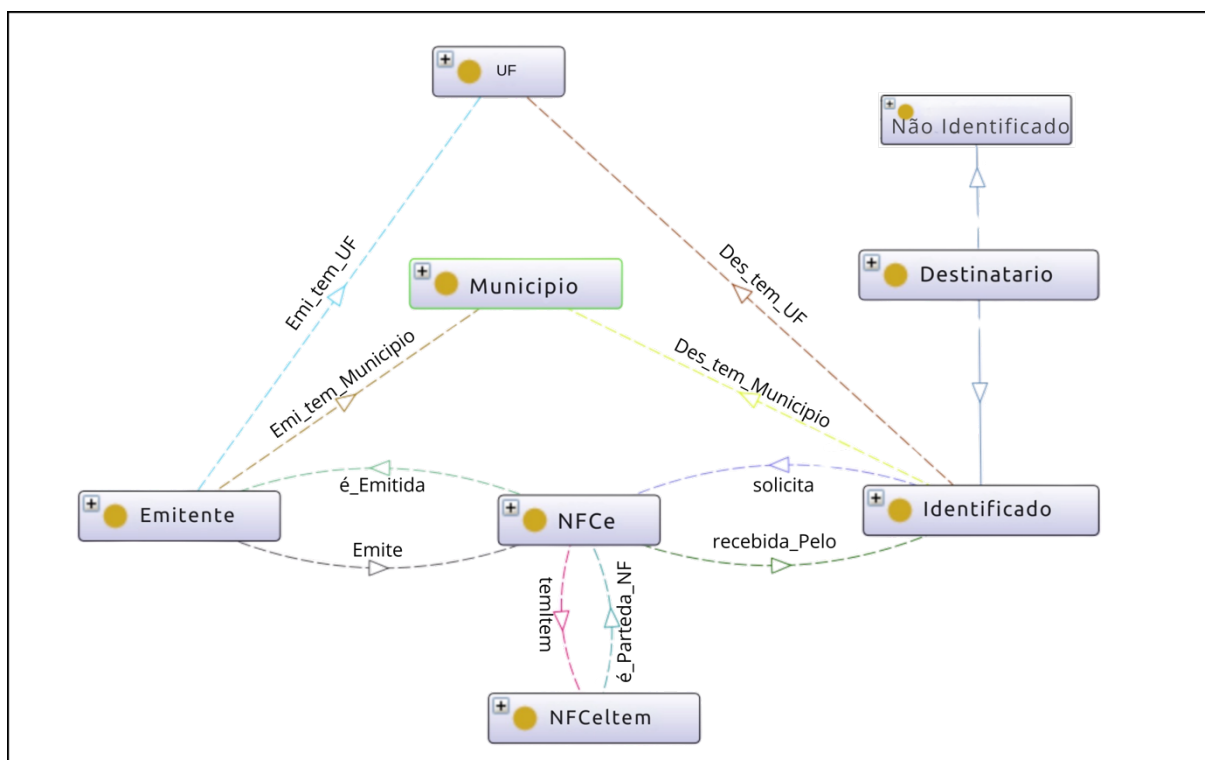 UF
Não Identificado
Emi_tem_UF
Des_tem_UF
Destinatario
Municipio
Emi_tem_Municipio
Des_tem_Municipio
é_Emitida
solicita
Emitente
NFCe
Identificado
Emite
recebida_Pelo
temItem
é_Parteda_NF
NFCeItem